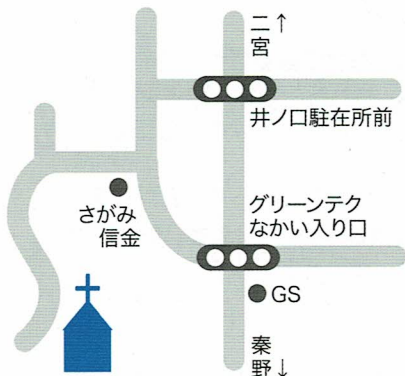 二宮↑
井ノ口駐在所前
さがみ
信金
グリーンテク
なかい入り口
GS
秦野↓